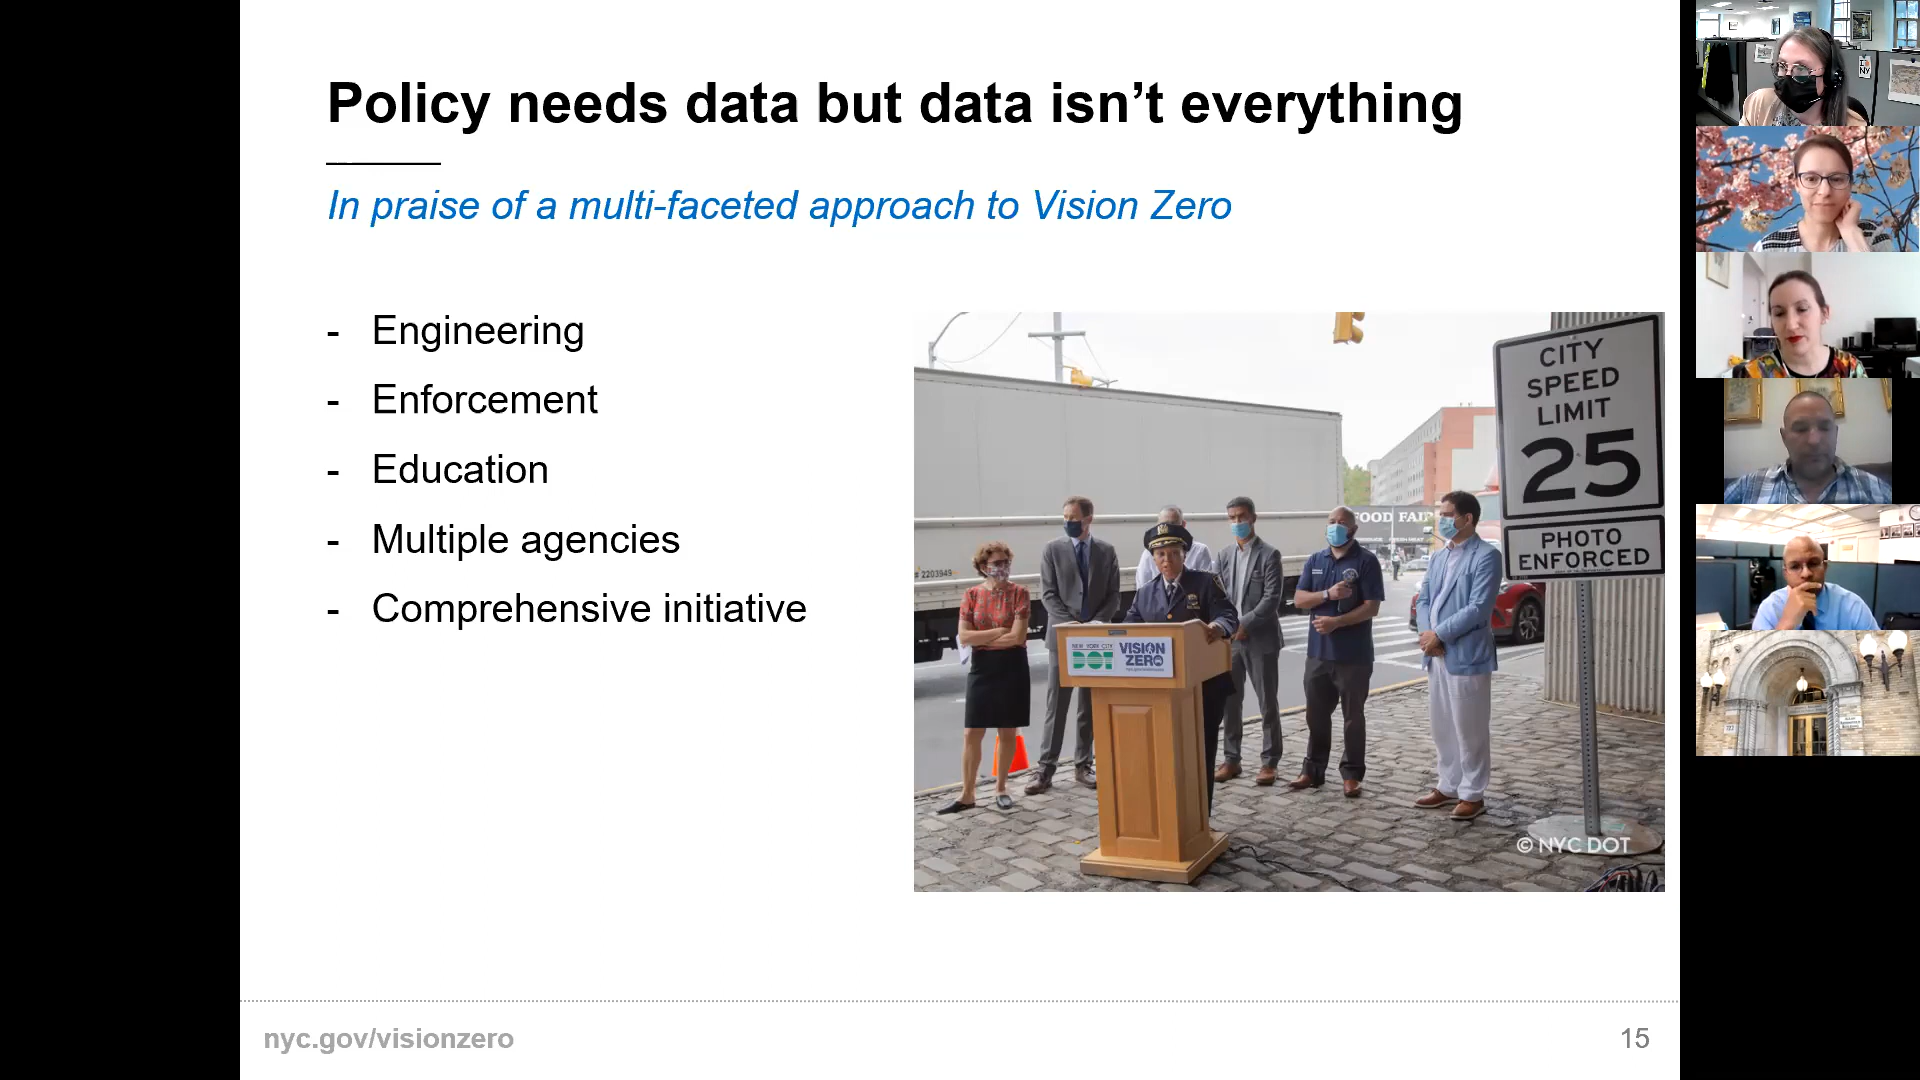 Policy needs data but data isn’t everything
In praise of a multi-faceted approach to Vision Zero
- Engineering
- Enforcement
- Education
- Multiple agencies
- Comprehensive initiative
CITY
SPEED
LIMIT
25
PHOTO
ENFORCED
FOOD FAIR
# 2203949
NEW YORK CITY
DOT
VISION
ZERO
© NYC DOT
nyc.gov/visionzero
15
I
NY